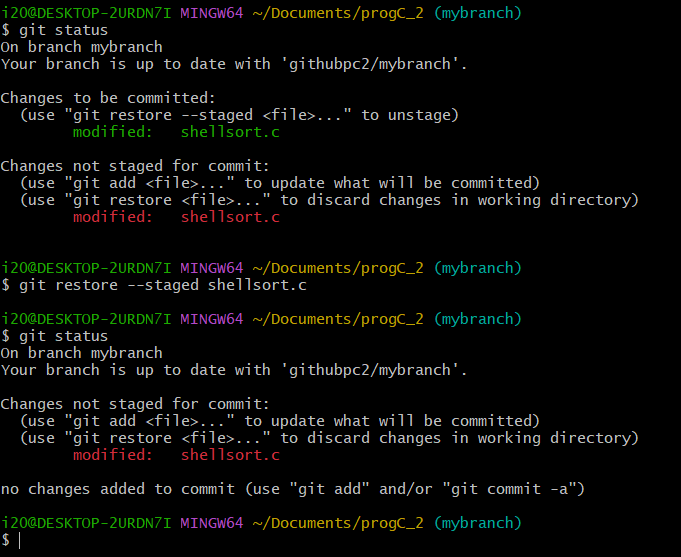 i2O@DESKTOP-2URDN7I MINGW64 ~/Documents/progC_2 (mybranch)
$ git status
On branch mybranch
Your branch is up to date with 'githubpc2/mybranch'.
Changes to be committed:
  (use "git restore --staged <file>..." to unstage)
        modified:   shellsort.c
Changes not staged for commit:
  (use "git add <file>..." to update what will be committed)
  (use "git restore <file>..." to discard changes in working directory)
        modified:   shellsort.c
i2O@DESKTOP-2URDN7I MINGW64 ~/Documents/progC_2 (mybranch)
$ git restore --staged shellsort.c
i2O@DESKTOP-2URDN7I MINGW64 ~/Documents/progC_2 (mybranch)
$ git status
On branch mybranch
Your branch is up to date with 'githubpc2/mybranch'.
Changes not staged for commit:
  (use "git add <file>..." to update what will be committed)
  (use "git restore <file>..." to discard changes in working directory)
        modified:   shellsort.c
no changes added to commit (use "git add" and/or "git commit -a")
i2O@DESKTOP-2URDN7I MINGW64 ~/Documents/progC_2 (mybranch)
$